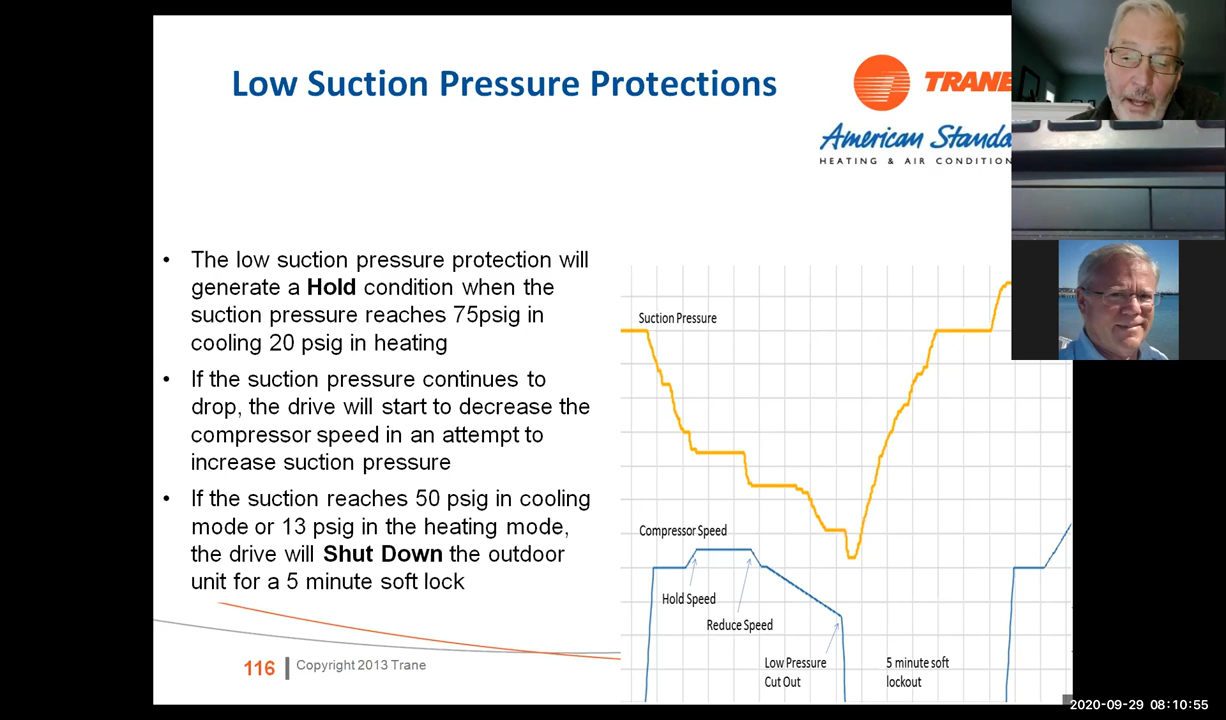 Low Suction Pressure Protections
TRANE
American Standa
HEATING & AIR CONDITION
• The low suction pressure protection will
generate a Hold condition when the
suction pressure reaches 75psig in
cooling 20 psig in heating
• If the suction pressure continues to
drop, the drive will start to decrease the
compressor speed in an attempt to
increase suction pressure
• If the suction reaches 50 psig in cooling
mode or 13 psig in the heating mode,
the drive will Shut Down the outdoor
unit for a 5 minute soft lock
Suction Pressure
Compressor Speed
Hold Speed
Reduce Speed
Low Pressure
Cut Out
5 minute soft
lockout
116
Copyright 2013 Trane
2020-09-29 08:10:55